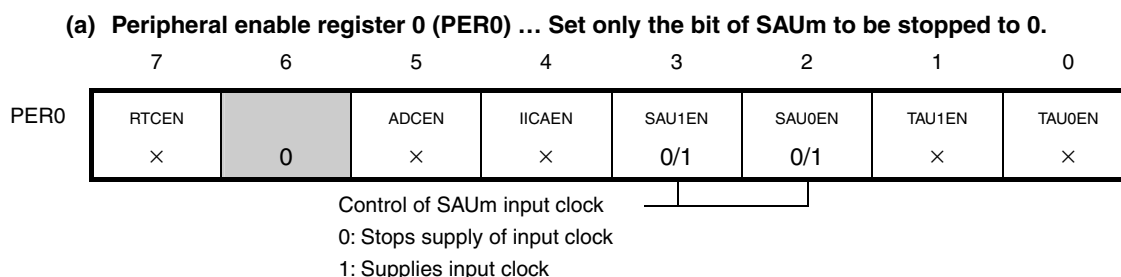 (a) Peripheral enable register 0 (PER0) … Set only the bit of SAUm to be stopped to 0.
7 6 5 4 3 2 1 0
PER0 RTCEN ADCEN IICAEN SAU1EN SAU0EN TAU1EN TAU0EN
× 0 × × 0/1 0/1 × ×
Control of SAUm input clock
0: Stops supply of input clock
1: Supplies input clock